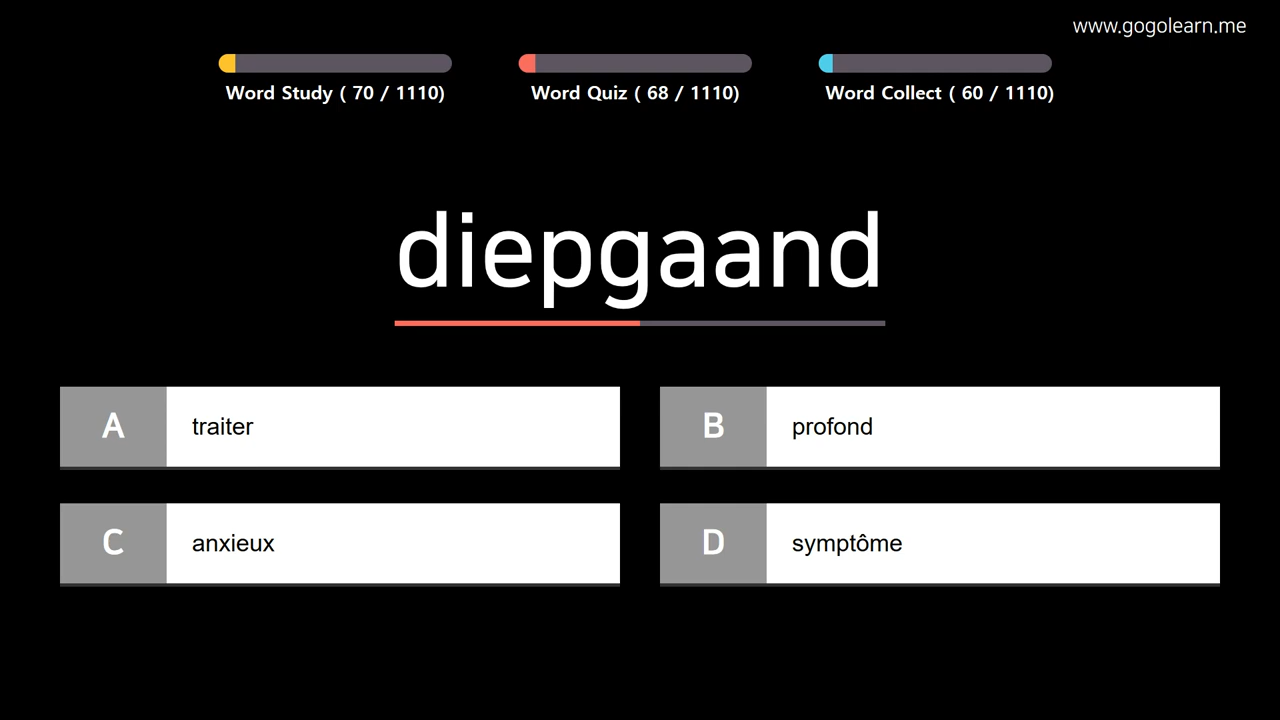 www.gogolearn.me
Word Study ( 70 / 1110)
Word Quiz ( 68 / 1110)
Word Collect ( 60 / 1110)
diepgaand
A traiter
B profond
C anxieux
D symptôme